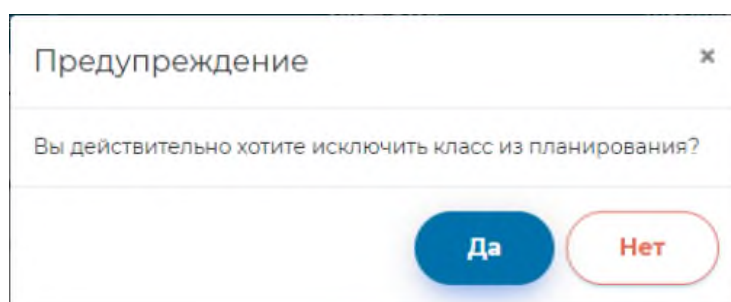 Предупреждение ×
Вы действительно хотите исключить класс из планирования?
Да Нет